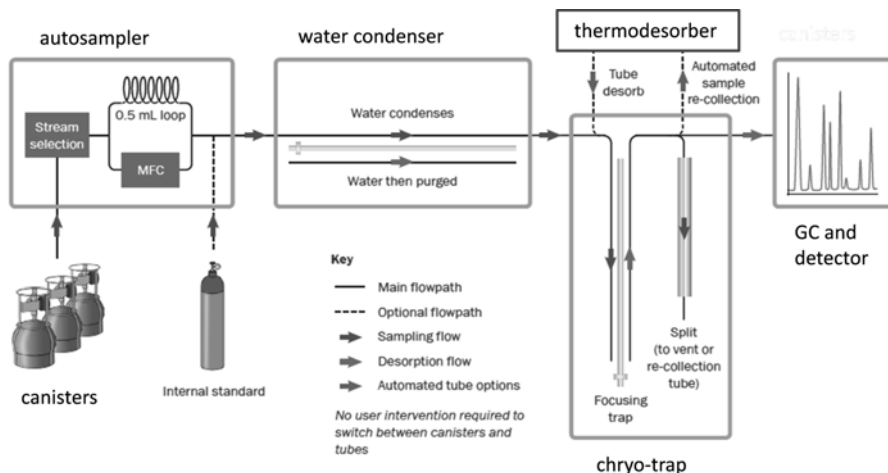 autosampler
water condenser
thermodesorber
canisters
0.5 mL loop
Stream
selection
MFC
Water condenses
Water then purged
Tube
desorb
Automated
sample
re-collection
GC and
detector
canisters
Internal standard
Key
Main flowpath
Optional flowpath
Sampling flow
Desorption flow
Automated tube options
No user intervention required to
switch between canisters and
tubes
Focusing
trap
Split
(to vent or
re-collection
tube)
chryo-trap